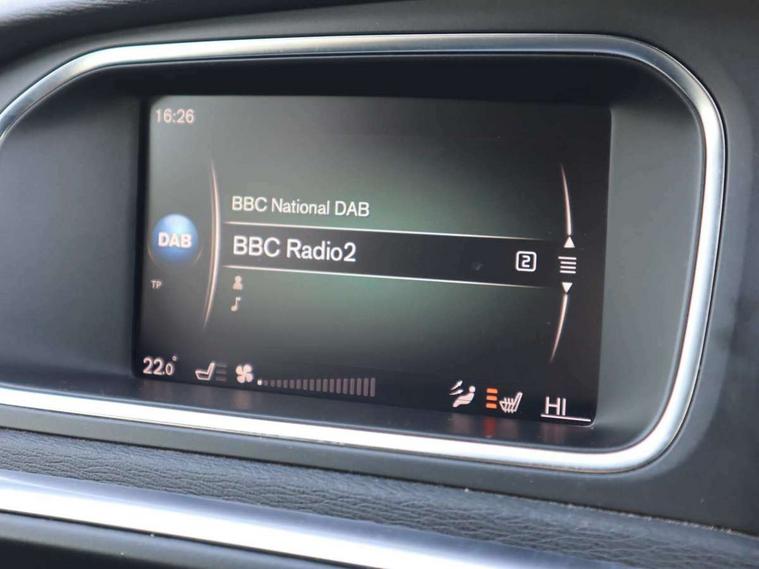 16:26
BBC National DAB
DAB
BBC Radio2
2
TP
22.0°
HI